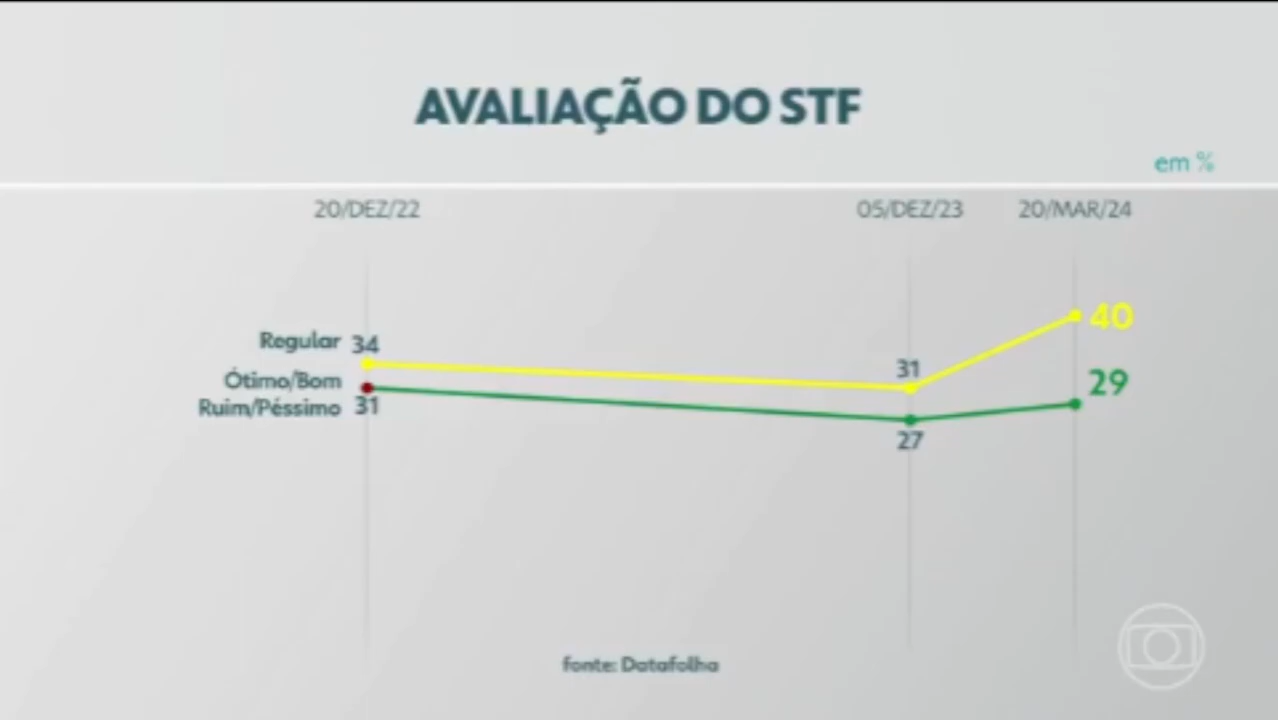 AVALIAÇÃO DO STF
em %
20/DEZ/22 05/DEZ/23 20/MAR/24
Regular 34 31 40
Ótimo/Bom 29
Ruim/Péssimo 31 27
fonte: Datafolha